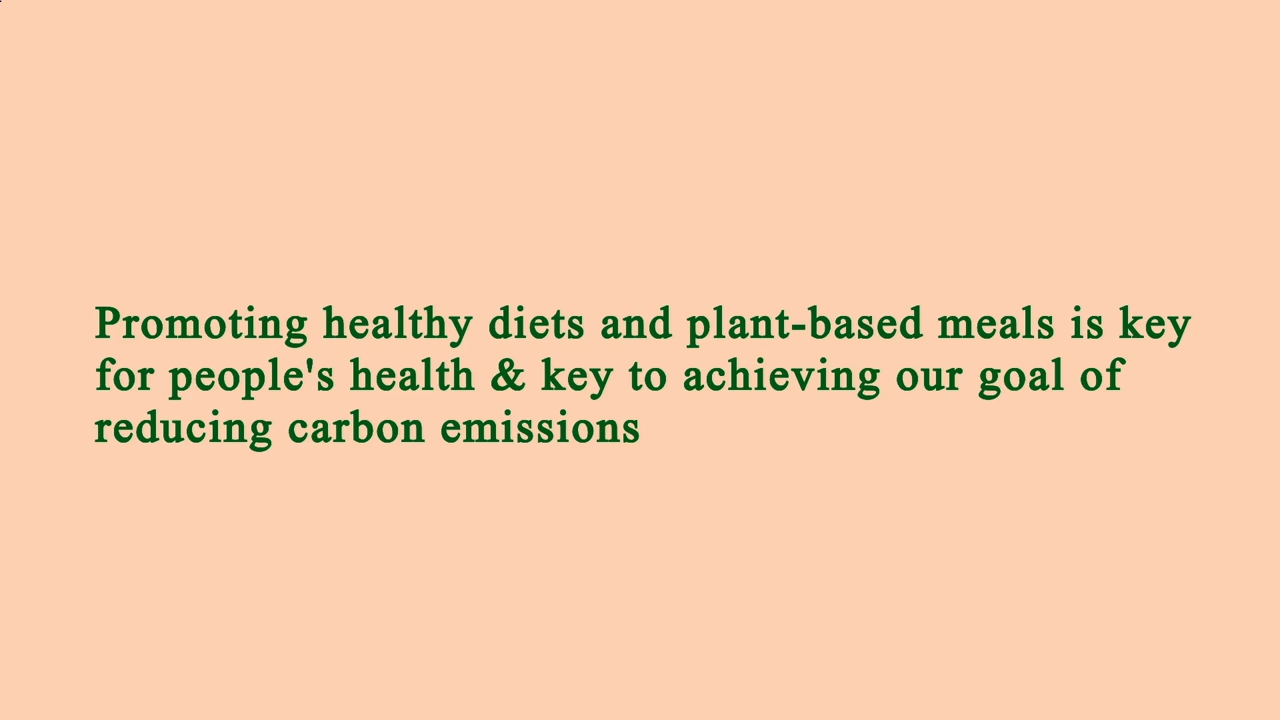 Promoting healthy diets and plant-based meals is key
for people's health & key to achieving our goal of
reducing carbon emissions